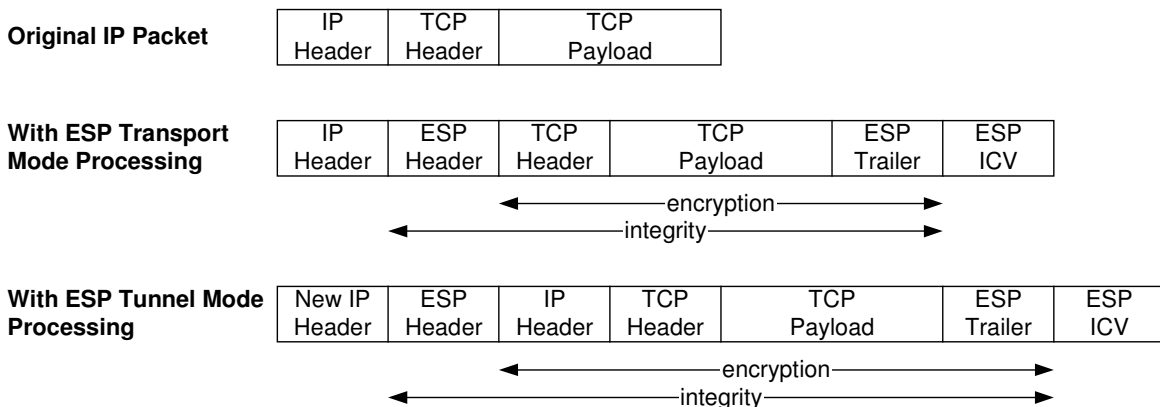 Original IP Packet
IP Header
TCP Header
TCP Payload
With ESP Transport Mode Processing
IP Header
ESP Header
TCP Header
TCP Payload
ESP Trailer
ESP ICV
encryption
integrity
With ESP Tunnel Mode Processing
New IP Header
ESP Header
IP Header
TCP Header
TCP Payload
ESP Trailer
ESP ICV
encryption
integrity